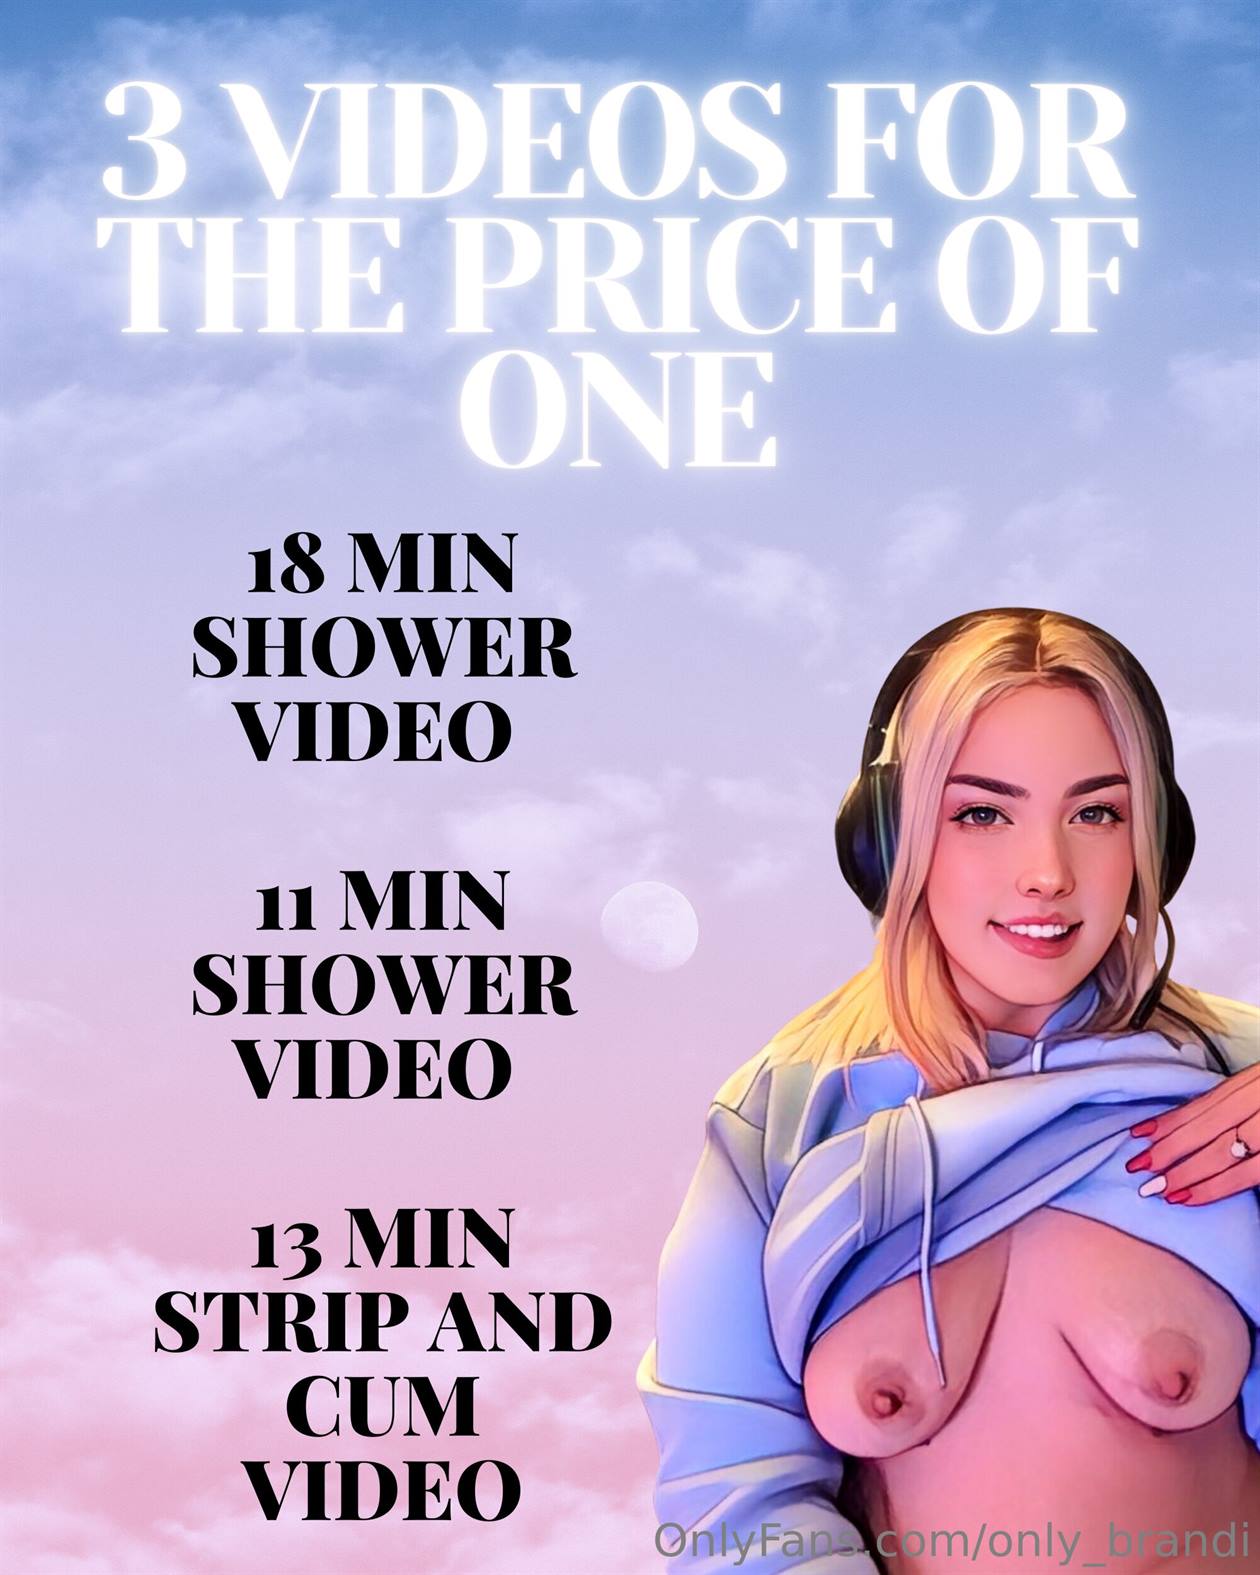 3 VIDEOS FOR
THE PRICE OF
ONE
18 MIN
SHOWER
VIDEO
11 MIN
SHOWER
VIDEO
13 MIN
STRIP AND
CUM
VIDEO
OnlyFans.com/only_brandi